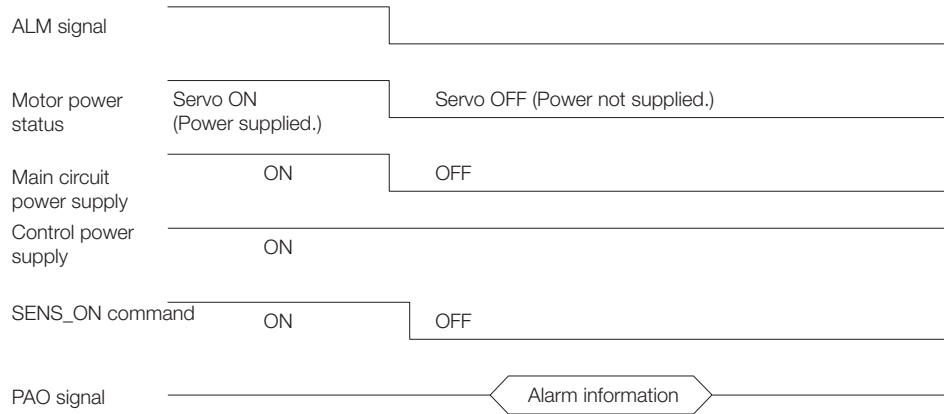 ALM signal
Motor power
status
Servo ON
(Power supplied.)
Servo OFF (Power not supplied.)
Main circuit
power supply
ON
OFF
Control power
supply
ON
SENS_ON command
ON
OFF
PAO signal
Alarm information